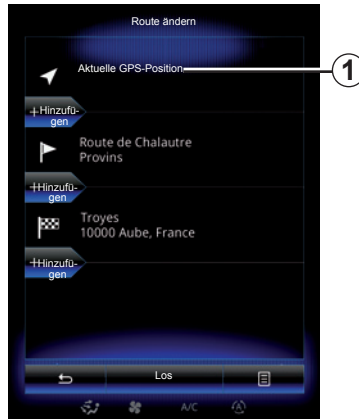 Route ändern
Aktuelle GPS-Position
1
+Hinzufü-
gen
Route de Chalautre
Provins
+Hinzufü-
gen
Troyes
10000 Aube, France
+Hinzufü-
gen
Los
A/C
A